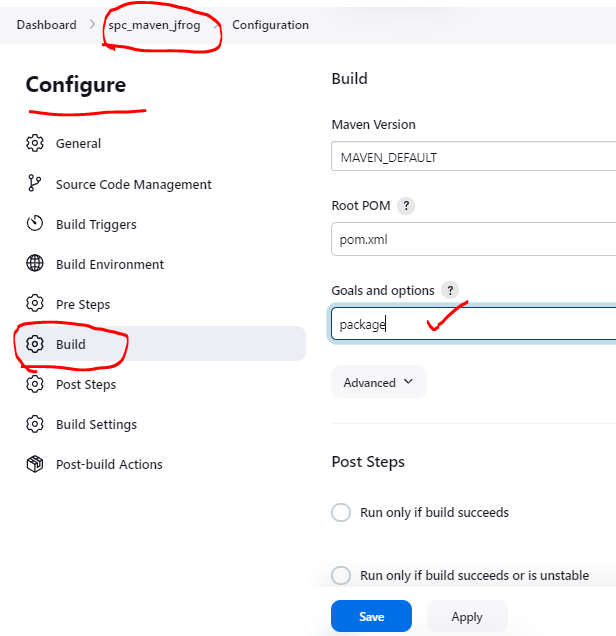 Dashboard > spc_maven_jfrog > Configuration
Configure
General
Source Code Management
Build Triggers
Build Environment
Pre Steps
Build
Post Steps
Build Settings
Post-build Actions
Build
Maven Version
MAVEN_DEFAULT
Root POM ?
pom.xml
Goals and options ?
package
Advanced
Post Steps
Run only if build succeeds
Run only if build succeeds or is unstable
Save Apply